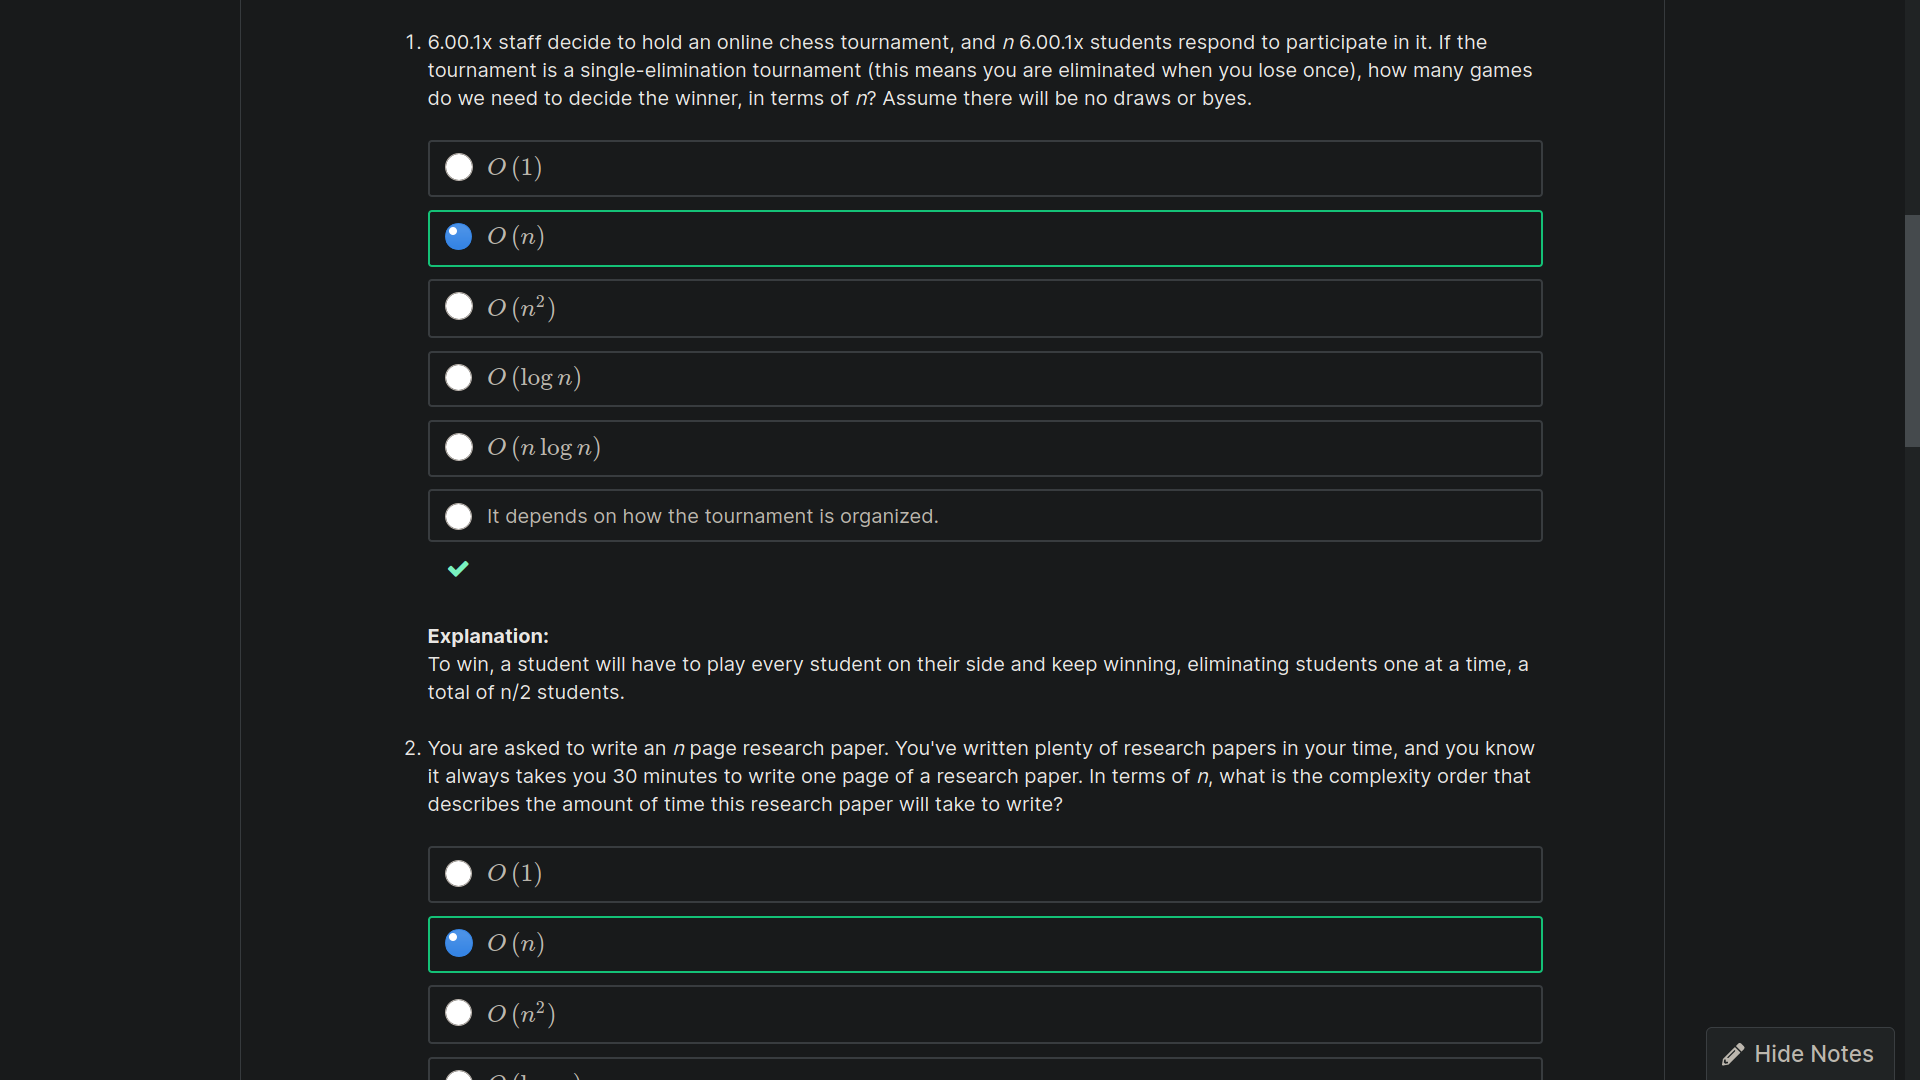 1. 6.00.1x staff decide to hold an online chess tournament, and n 6.00.1x students respond to participate in it. If the
tournament is a single-elimination tournament (this means you are eliminated when you lose once), how many games
do we need to decide the winner, in terms of n? Assume there will be no draws or byes.
O (1)
O (n)
O (n²)
O (log n)
O (n log n)
It depends on how the tournament is organized.
Explanation:
To win, a student will have to play every student on their side and keep winning, eliminating students one at a time, a
total of n/2 students.
2. You are asked to write an n page research paper. You've written plenty of research papers in your time, and you know
it always takes you 30 minutes to write one page of a research paper. In terms of n, what is the complexity order that
describes the amount of time this research paper will take to write?
O (1)
O (n)
O (n²)
Hide Notes